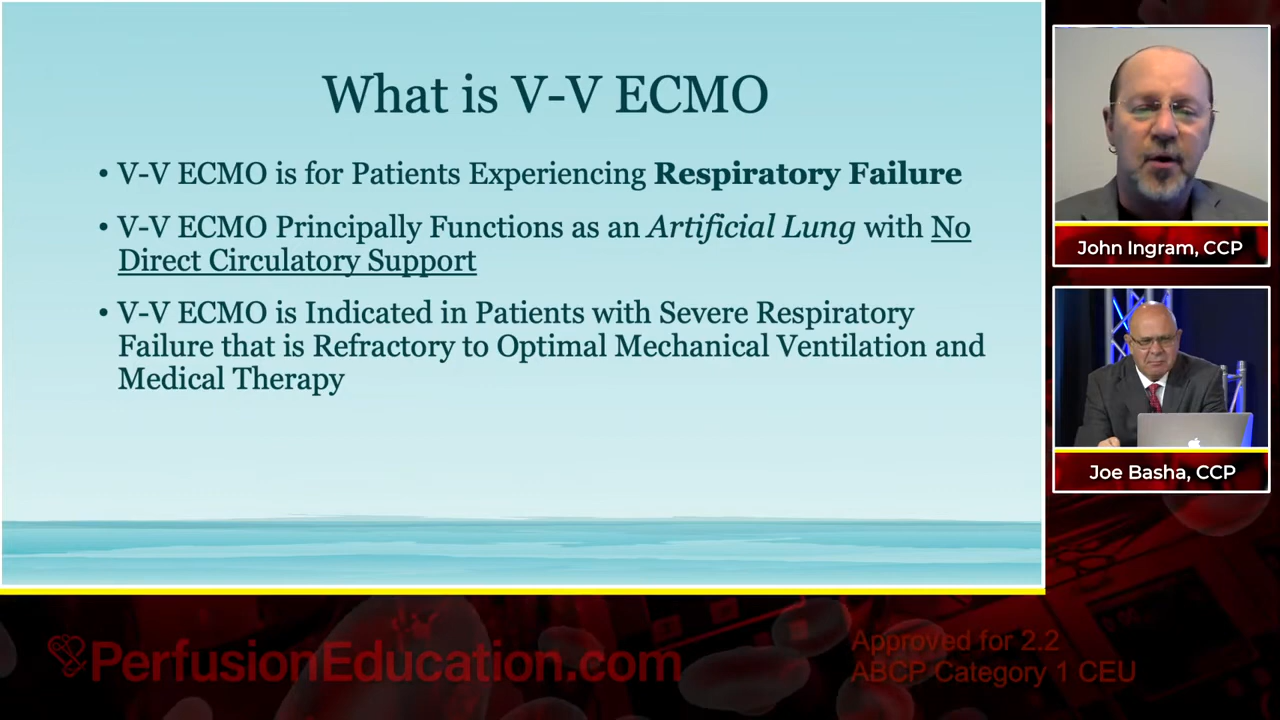 What is V-V ECMO
• V-V ECMO is for Patients Experiencing Respiratory Failure
• V-V ECMO Principally Functions as an Artificial Lung with No
Direct Circulatory Support
• V-V ECMO is Indicated in Patients with Severe Respiratory
Failure that is Refractory to Optimal Mechanical Ventilation and
Medical Therapy
John Ingram, CCP
Joe Basha, CCP
PerfusionEducation.com
Approved for 2.2
ABCP Category 1 CEU